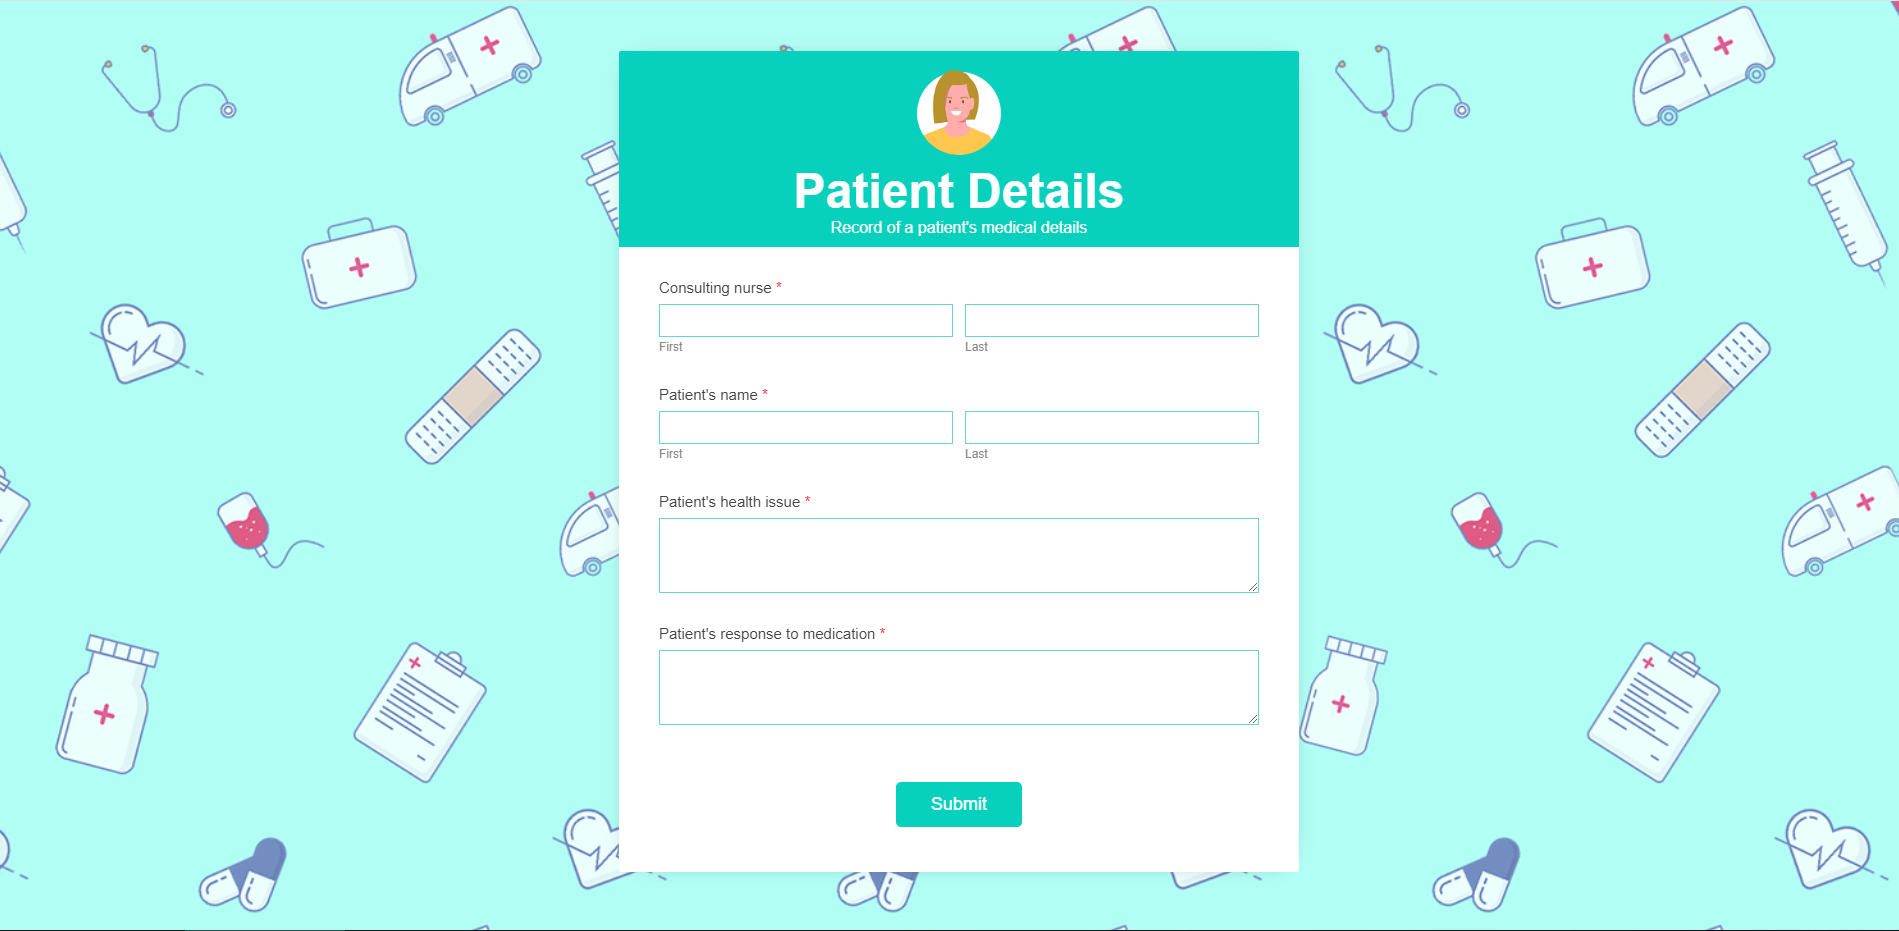 Patient Details
Record of a patient's medical details
Consulting nurse *
First Last
Patient's name *
First Last
Patient's health issue *
Patient's response to medication *
Submit